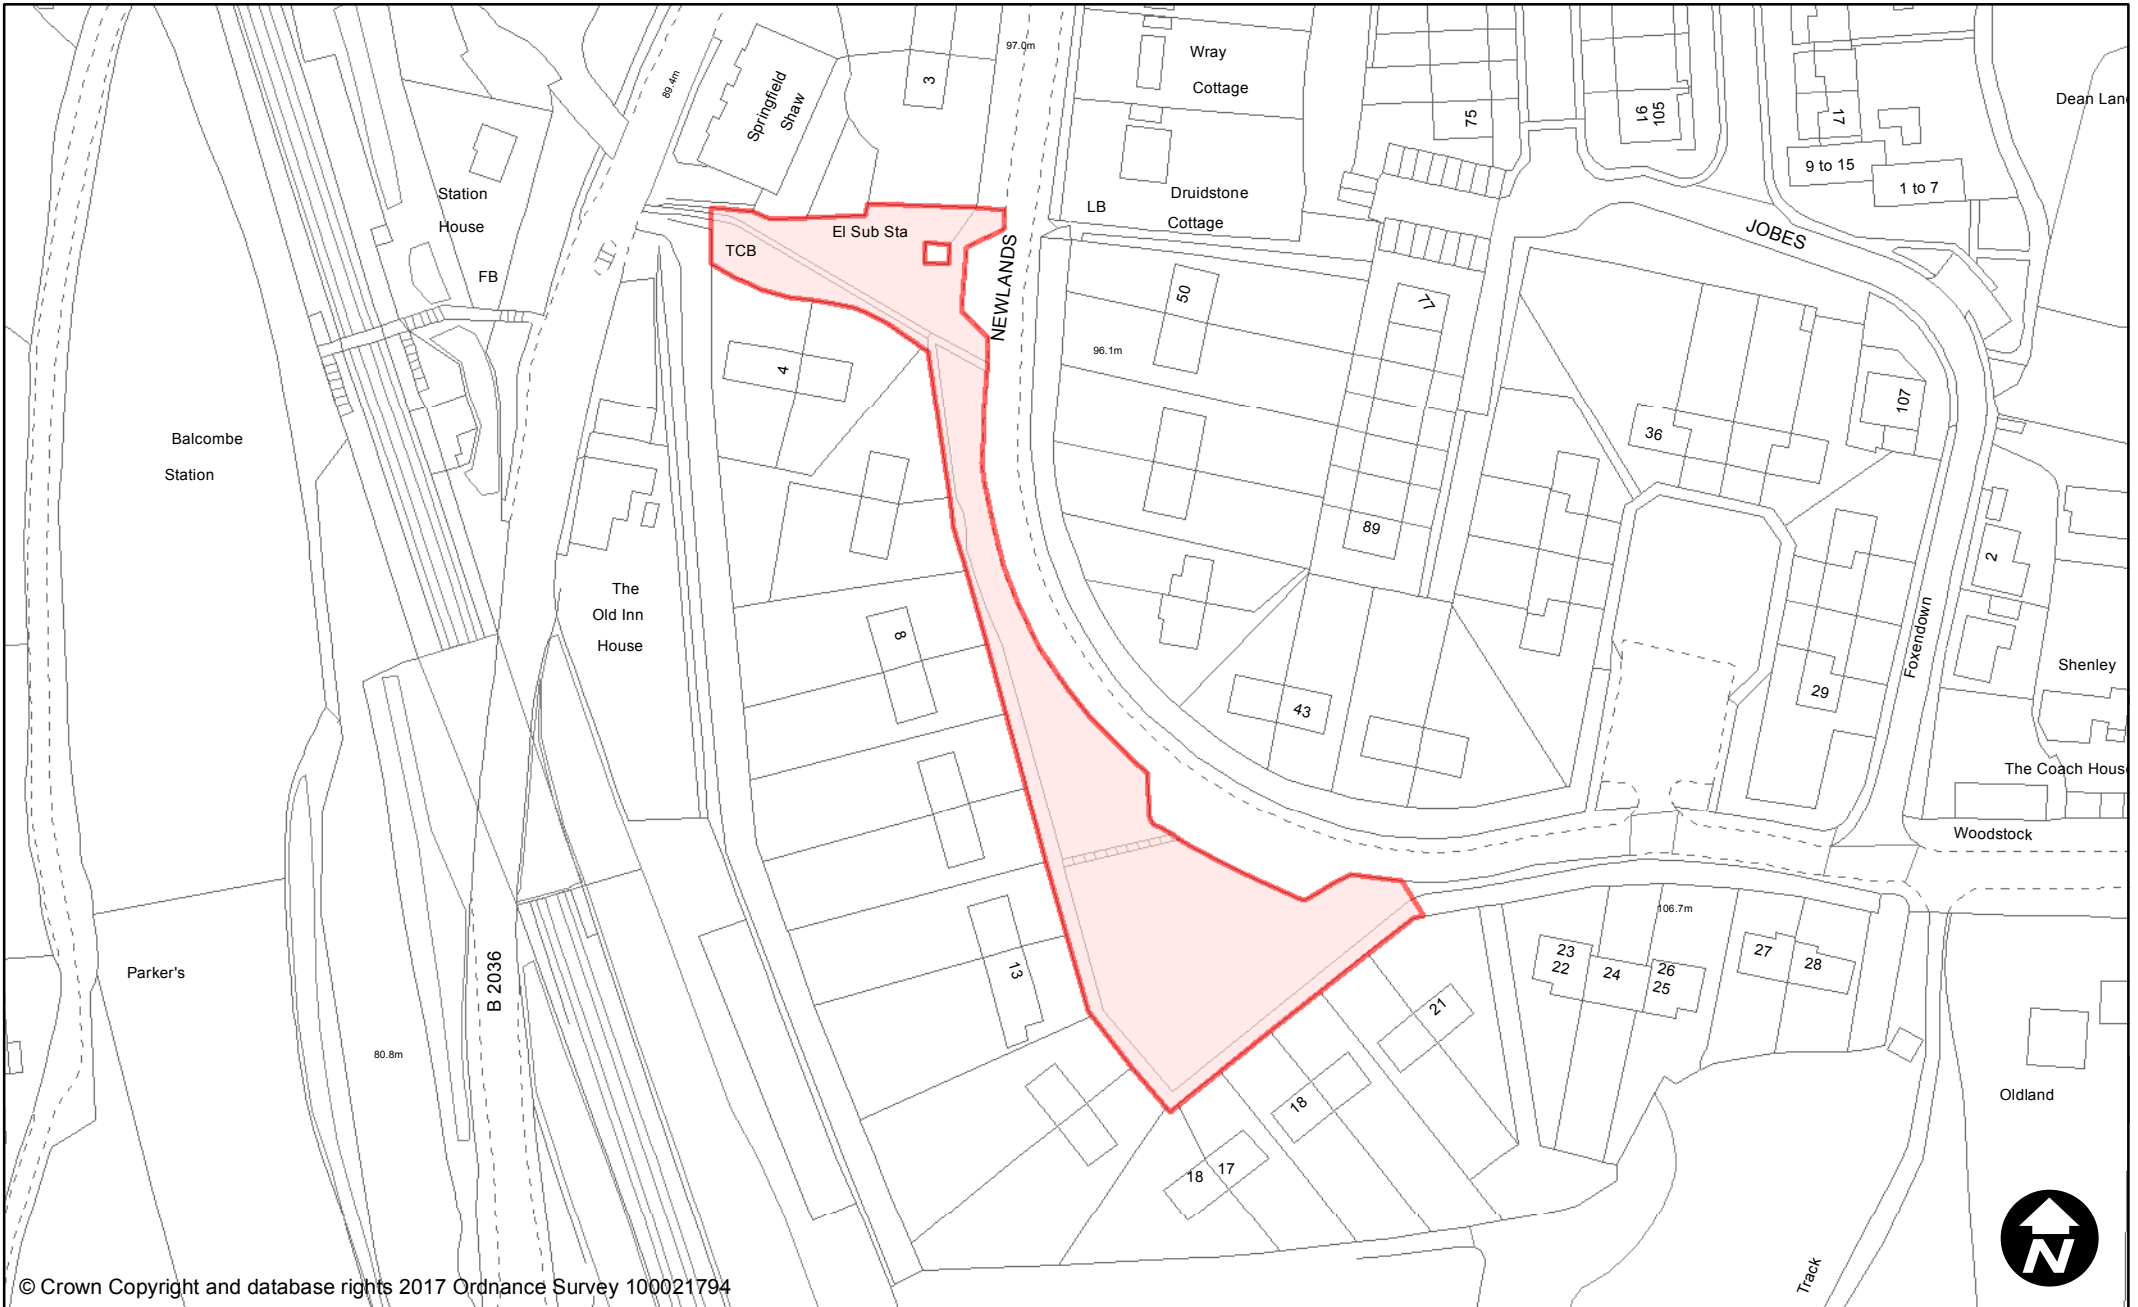 97.0m
Wray
Cottage
Dean Lan
89.4m
Springfield
Shaw
3
75
91
105
17
9 to 15
1 to 7
Station
House
Druidstone
Cottage
LB
El Sub Sta
TCB
NEWLANDS
JOBES
FB
50
77
96.1m
4
107
36
Balcombe
Station
89
2
The
Old Inn
House
8
Foxendown
Shenley
29
43
The Coach Hous
Woodstock
106.7m
23
22
24
26
25
27
28
Parker's
B 2036
13
21
80.8m
18
Oldland
18
17
Track
N
© Crown Copyright and database rights 2017 Ordnance Survey 100021794